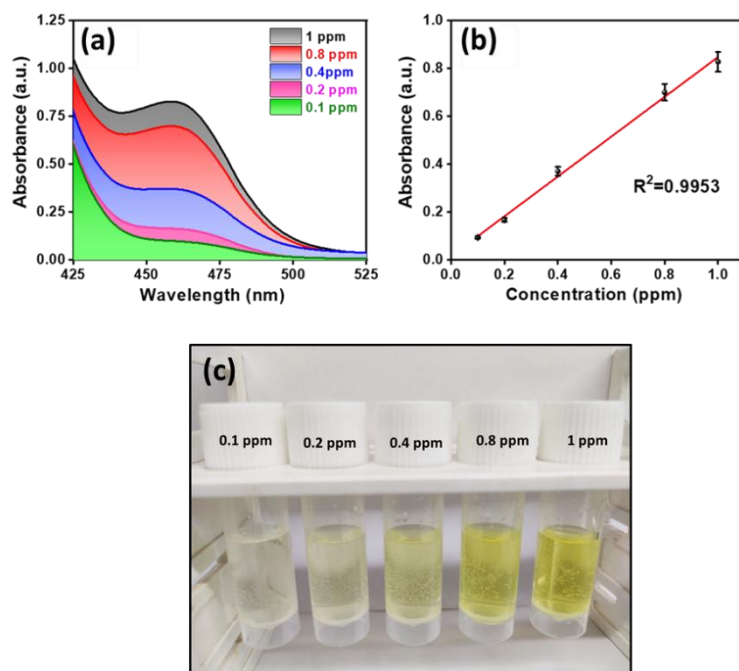 (a)
1 ppm
0.8 ppm
0.4ppm
0.2 ppm
0.1 ppm
Absorbance (a.u.)
1.25
1.00
0.75
0.50
0.25
0.00
425 450 475 500 525
Wavelength (nm)
(b)
Absorbance (a.u.)
1.0
0.8
0.6
0.4
0.2
0.0
R²=0.9953
0.0 0.2 0.4 0.6 0.8 1.0
Concentration (ppm)
(c)
0.1 ppm 0.2 ppm 0.4 ppm 0.8 ppm 1 ppm